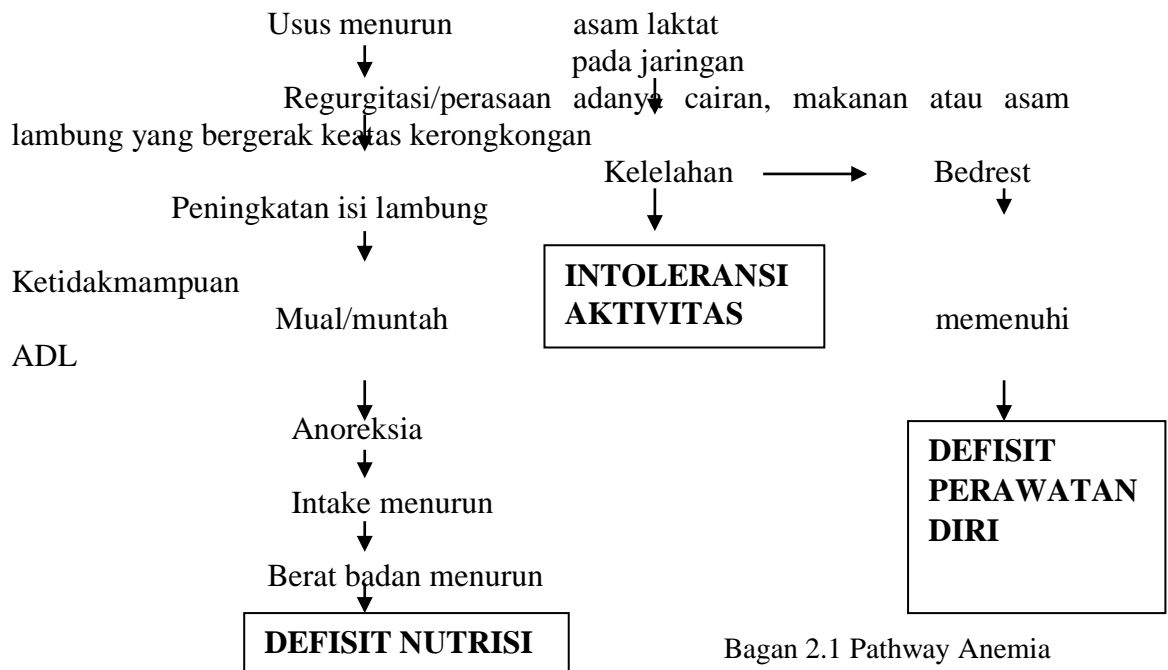 Usus menurun asam laktat
pada jaringan
Regurgitasi/perasaan adanya cairan, makanan atau asam
lambung yang bergerak keatas kerongkongan
Kelelahan Bedrest
Peningkatan isi lambung
Ketidakmampuan
INTOLERANSI
AKTIVITAS
Mual/muntah memenuhi
ADL
Anoreksia
Intake menurun
Berat badan menurun
DEFISIT NUTRISI
DEFISIT
PERAWATAN
DIRI
Bagan 2.1 Pathway Anemia